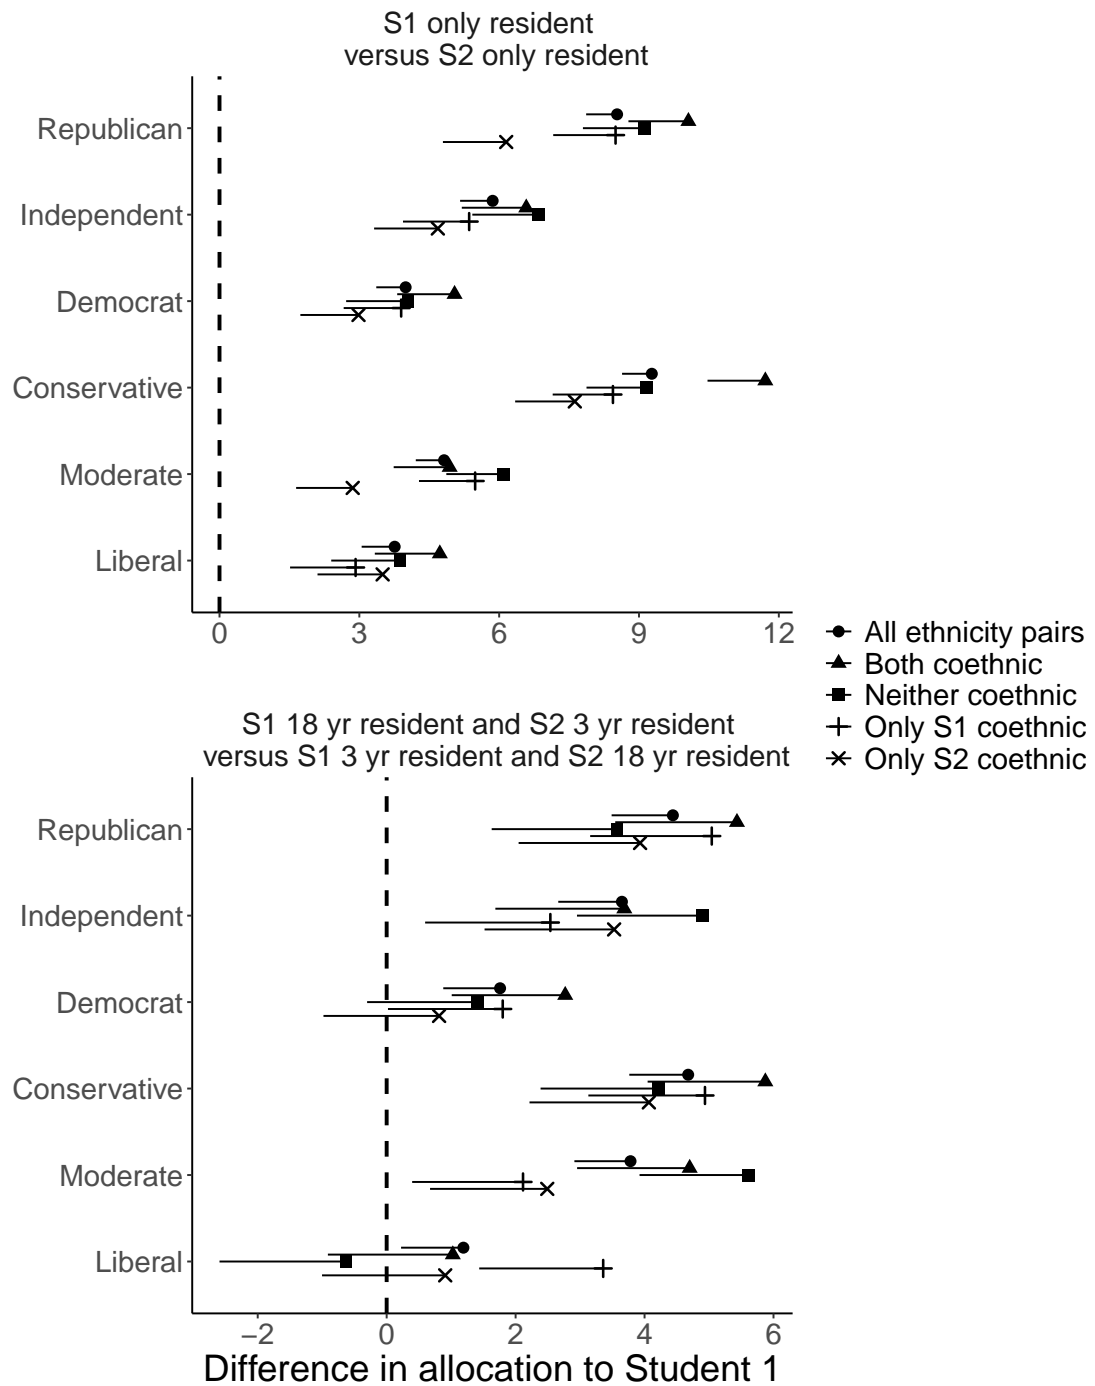 S1 only resident
versus S2 only resident
Republican
Independent
Democrat
Conservative
Moderate
Liberal
0 3 6 9 12
All ethnicity pairs
Both coethnic
Neither coethnic
Only S1 coethnic
Only S2 coethnic
S1 18 yr resident and S2 3 yr resident
versus S1 3 yr resident and S2 18 yr resident
Republican
Independent
Democrat
Conservative
Moderate
Liberal
−2 0 2 4 6
Difference in allocation to Student 1